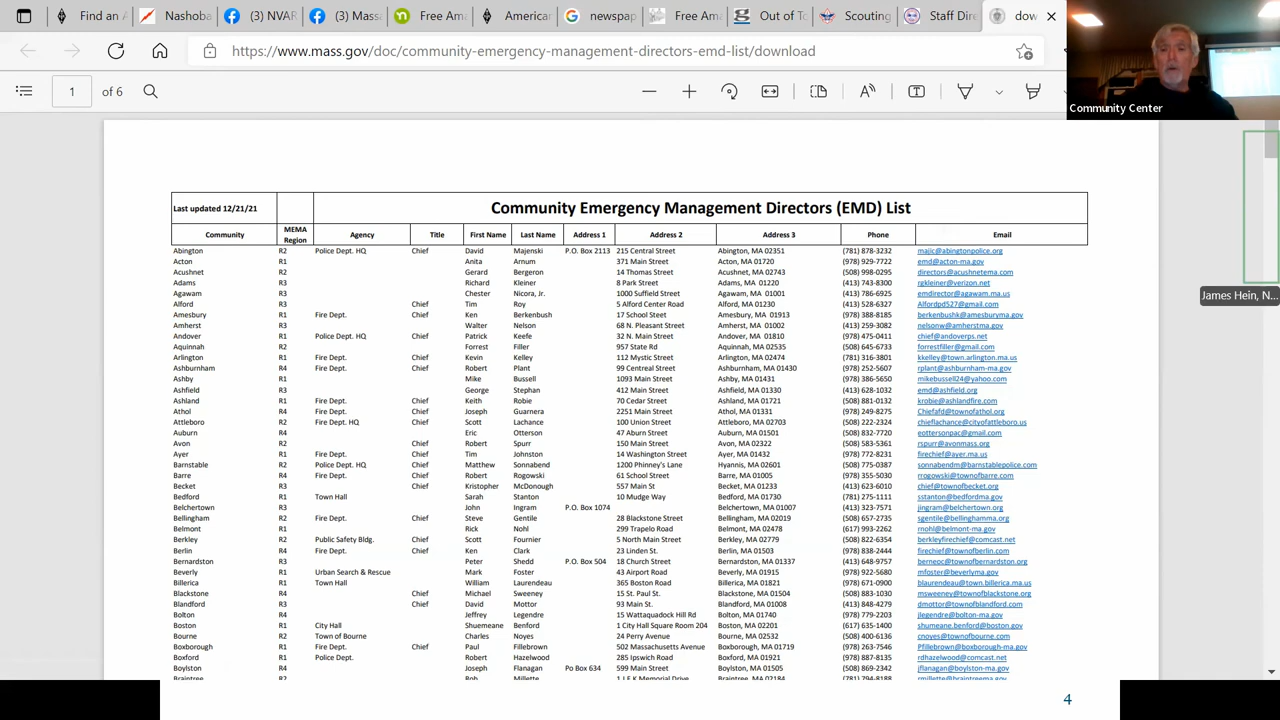 Find an Nashoba (3) NVAR (3) Messe Free Ama American newspap Free Am Out of To Scouting Staff Dire dow
https://www.mass.gov/doc/community-emergency-management-directors-emd-list/download
1 of 6
Community Center
James Hein, N...
Last updated 12/21/21 Community Emergency Management Directors (EMD) List
Community MEMA Region Agency Title First Name Last Name Address 1 Address 2 Address 3 Phone Email
Abington R2 Police Dept. HQ Chief David Majenski P.O. Box 2113 215 Central Street Abington, MA 02351 (781) 878-3232 majic@abingtonpolice.org
Acton R1 Anita Arnum 371 Main Street Acton, MA 01720 (978) 929-7722 emd@acton-ma.gov
Acushnet R2 Gerard Bergeron 14 Thomas Street Acushnet, MA 02743 (508) 998-0295 directors@acushnetema.com
Adams R3 Richard Kleiner 8 Park Street Adams, MA 01220 (413) 743-8300 rgkleiner@verizon.net
Agawam R3 Chester Nicora, Jr. 1000 Suffield Street Agawam, MA 01001 (413) 786-6925 emdirector@agawam.ma.us
Alford R3 Chief Tim Roy 5 Alford Center Road Alford, MA 01230 (413) 528-6327 Alfordpd527@gmail.com
Amesbury R1 Fire Dept. Chief Ken Berkenbush 17 School Steet Amesbury, MA 01913 (978) 388-8185 berkenbushk@amesburyma.gov
Amherst R3 Walter Nelson 68 N. Pleasant Street Amherst, MA 01002 (413) 259-3082 nelsonw@amherstma.gov
Andover R1 Police Dept. HQ Chief Patrick Keefe 32 N. Main Street Andover, MA 01810 (978) 475-0411 chief@andoverps.net
Aquinnah R2 Forrest Filler 957 State Rd Aquinnah, MA 02535 (508) 645-6733 forrestfiller@gmail.com
Arlington R1 Fire Dept. Chief Kevin Kelley 112 Mystic Street Arlington, MA 02474 (781) 316-3801 kkelley@town.arlington.ma.us
Ashburnham R4 Fire Dept. Chief Robert Plant 99 Centreal Street Ashburnham, MA 01430 (978) 252-5607 rplant@ashburnham-ma.gov
Ashby R1 Mike Bussell 1093 Main Street Ashby, MA 01431 (978) 386-5650 mikebussell24@yahoo.com
Ashfield R3 George Stephan 412 Main Street Ashfield, MA 01330 (413) 628-1032 emd@ashfield.org
Ashland R1 Fire Dept. Chief Keith Robie 70 Cedar Street Ashland, MA 01721 (508) 881-0132 krobie@ashlandfire.com
Athol R4 Fire Dept. Chief Joseph Guarnera 2251 Main Street Athol, MA 01331 (978) 249-8275 Chiefafd@townofathol.org
Attleboro R2 Fire Dept. HQ Chief Scott Lachance 100 Union Street Attleboro, MA 02703 (508) 222-2324 chieflachance@cityofattleboro.us
Auburn R4 Eric Otterson 47 Aburn Street Auburn, MA 01501 (508) 832-7720 eottersonpac@gmail.com
Avon R2 Chief Robert Spurr 150 Main Street Avon, MA 02322 (508) 583-5361 rspurr@avonmass.org
Ayer R1 Fire Dept. Chief Tim Johnston 14 Washington Street Ayer, MA 01432 (978) 772-8231 firechief@ayer.ma.us
Barnstable R2 Police Dept. HQ Chief Matthew Sonnabend 1200 Phinney's Lane Hyannis, MA 02601 (508) 775-0387 sonnabendm@barnstablepolice.com
Barre R4 Fire Dept. Chief Robert Rogowski 61 School Street Barre, MA 01005 (978) 355-5030 rrogowski@townofbarre.com
Becket R3 Chief Kristopher McDonough 557 Main St Becket, MA 01233 (413) 623-6010 chief@townofbecket.org
Bedford R1 Town Hall Sarah Stanton 10 Mudge Way Bedford, MA 01730 (781) 275-1111 sstanton@bedfordma.gov
Belchertown R3 John Ingram P.O. Box 1074 Belchertown, MA 01007 (413) 323-7571 jingram@belchertown.org
Bellingham R2 Fire Dept. Chief Steve Gentile 28 Blackstone Street Bellingham, MA 02019 (508) 657-2735 sgentile@bellinghamma.org
Belmont R1 Rick Nohl 299 Trapelo Road Belmont, MA 02478 (617) 993-2262 rnohl@belmont-ma.gov
Berkley R2 Public Safety Bldg. Chief Scott Fournier 5 North Main Street Berkley, MA 02779 (508) 822-6354 berkleyfirechief@comcast.net
Berlin R4 Fire Dept. Chief Ken Clark 23 Linden St. Berlin, MA 01503 (978) 838-2444 firechief@townofberlin.com
Bernardston R3 Peter Shedd P.O. Box 504 18 Church Street Bernardston, MA 01337 (413) 648-9757 berneoc@townofbernardston.org
Beverly R1 Urban Search & Rescue Mark Foster 43 Airport Road Beverly, MA 01915 (978) 922-5680 mfoster@beverlyma.gov
Billerica R1 Town Hall William Laurendeau 365 Boston Road Billerica, MA 01821 (978) 671-0900 blaurendeau@town.billerica.ma.us
Blackstone R4 Chief Michael Sweeney 15 St. Paul St. Blackstone, MA 01504 (508) 883-1030 msweeney@townofblackstone.org
Blandford R3 Chief David Mottor 93 Main St. Blandford, MA 01008 (413) 848-4279 dmottor@townofblandford.com
Bolton R4 Jeffrey Legendre 15 Wattaquadock Hill Rd Bolton, MA 01740 (978) 779-2203 jlegendre@bolton-ma.gov
Boston R1 City Hall Shuemane Benford 1 City Hall Square Room 204 Boston, MA 02201 (617) 635-1400 shumeane.benford@boston.gov
Bourne R2 Town of Bourne Charles Noyes 24 Perry Avenue Bourne, MA 02532 (508) 400-6136 cnoyes@townofbourne.com
Boxborough R1 Fire Dept. Chief Paul Fillebrown 502 Massachusetts Avenue Boxborough, MA 01719 (978) 263-7546 Pfillebrown@boxborough-ma.gov
Boxford R1 Police Dept. Robert Hazelwood 285 Ipswich Road Boxford, MA 01921 (978) 887-8135 rdhazelwood@comcast.net
Boylston R4 Joseph Flanagan Po Box 634 599 Main Street Boylston, MA 01505 (508) 869-2342 jflanagan@boylston-ma.gov
Braintree R2 Bob Millette 1 J F K Memorial Drive Braintree, MA 02184 (781) 794-8188 rmillette@braintreema.gov
4